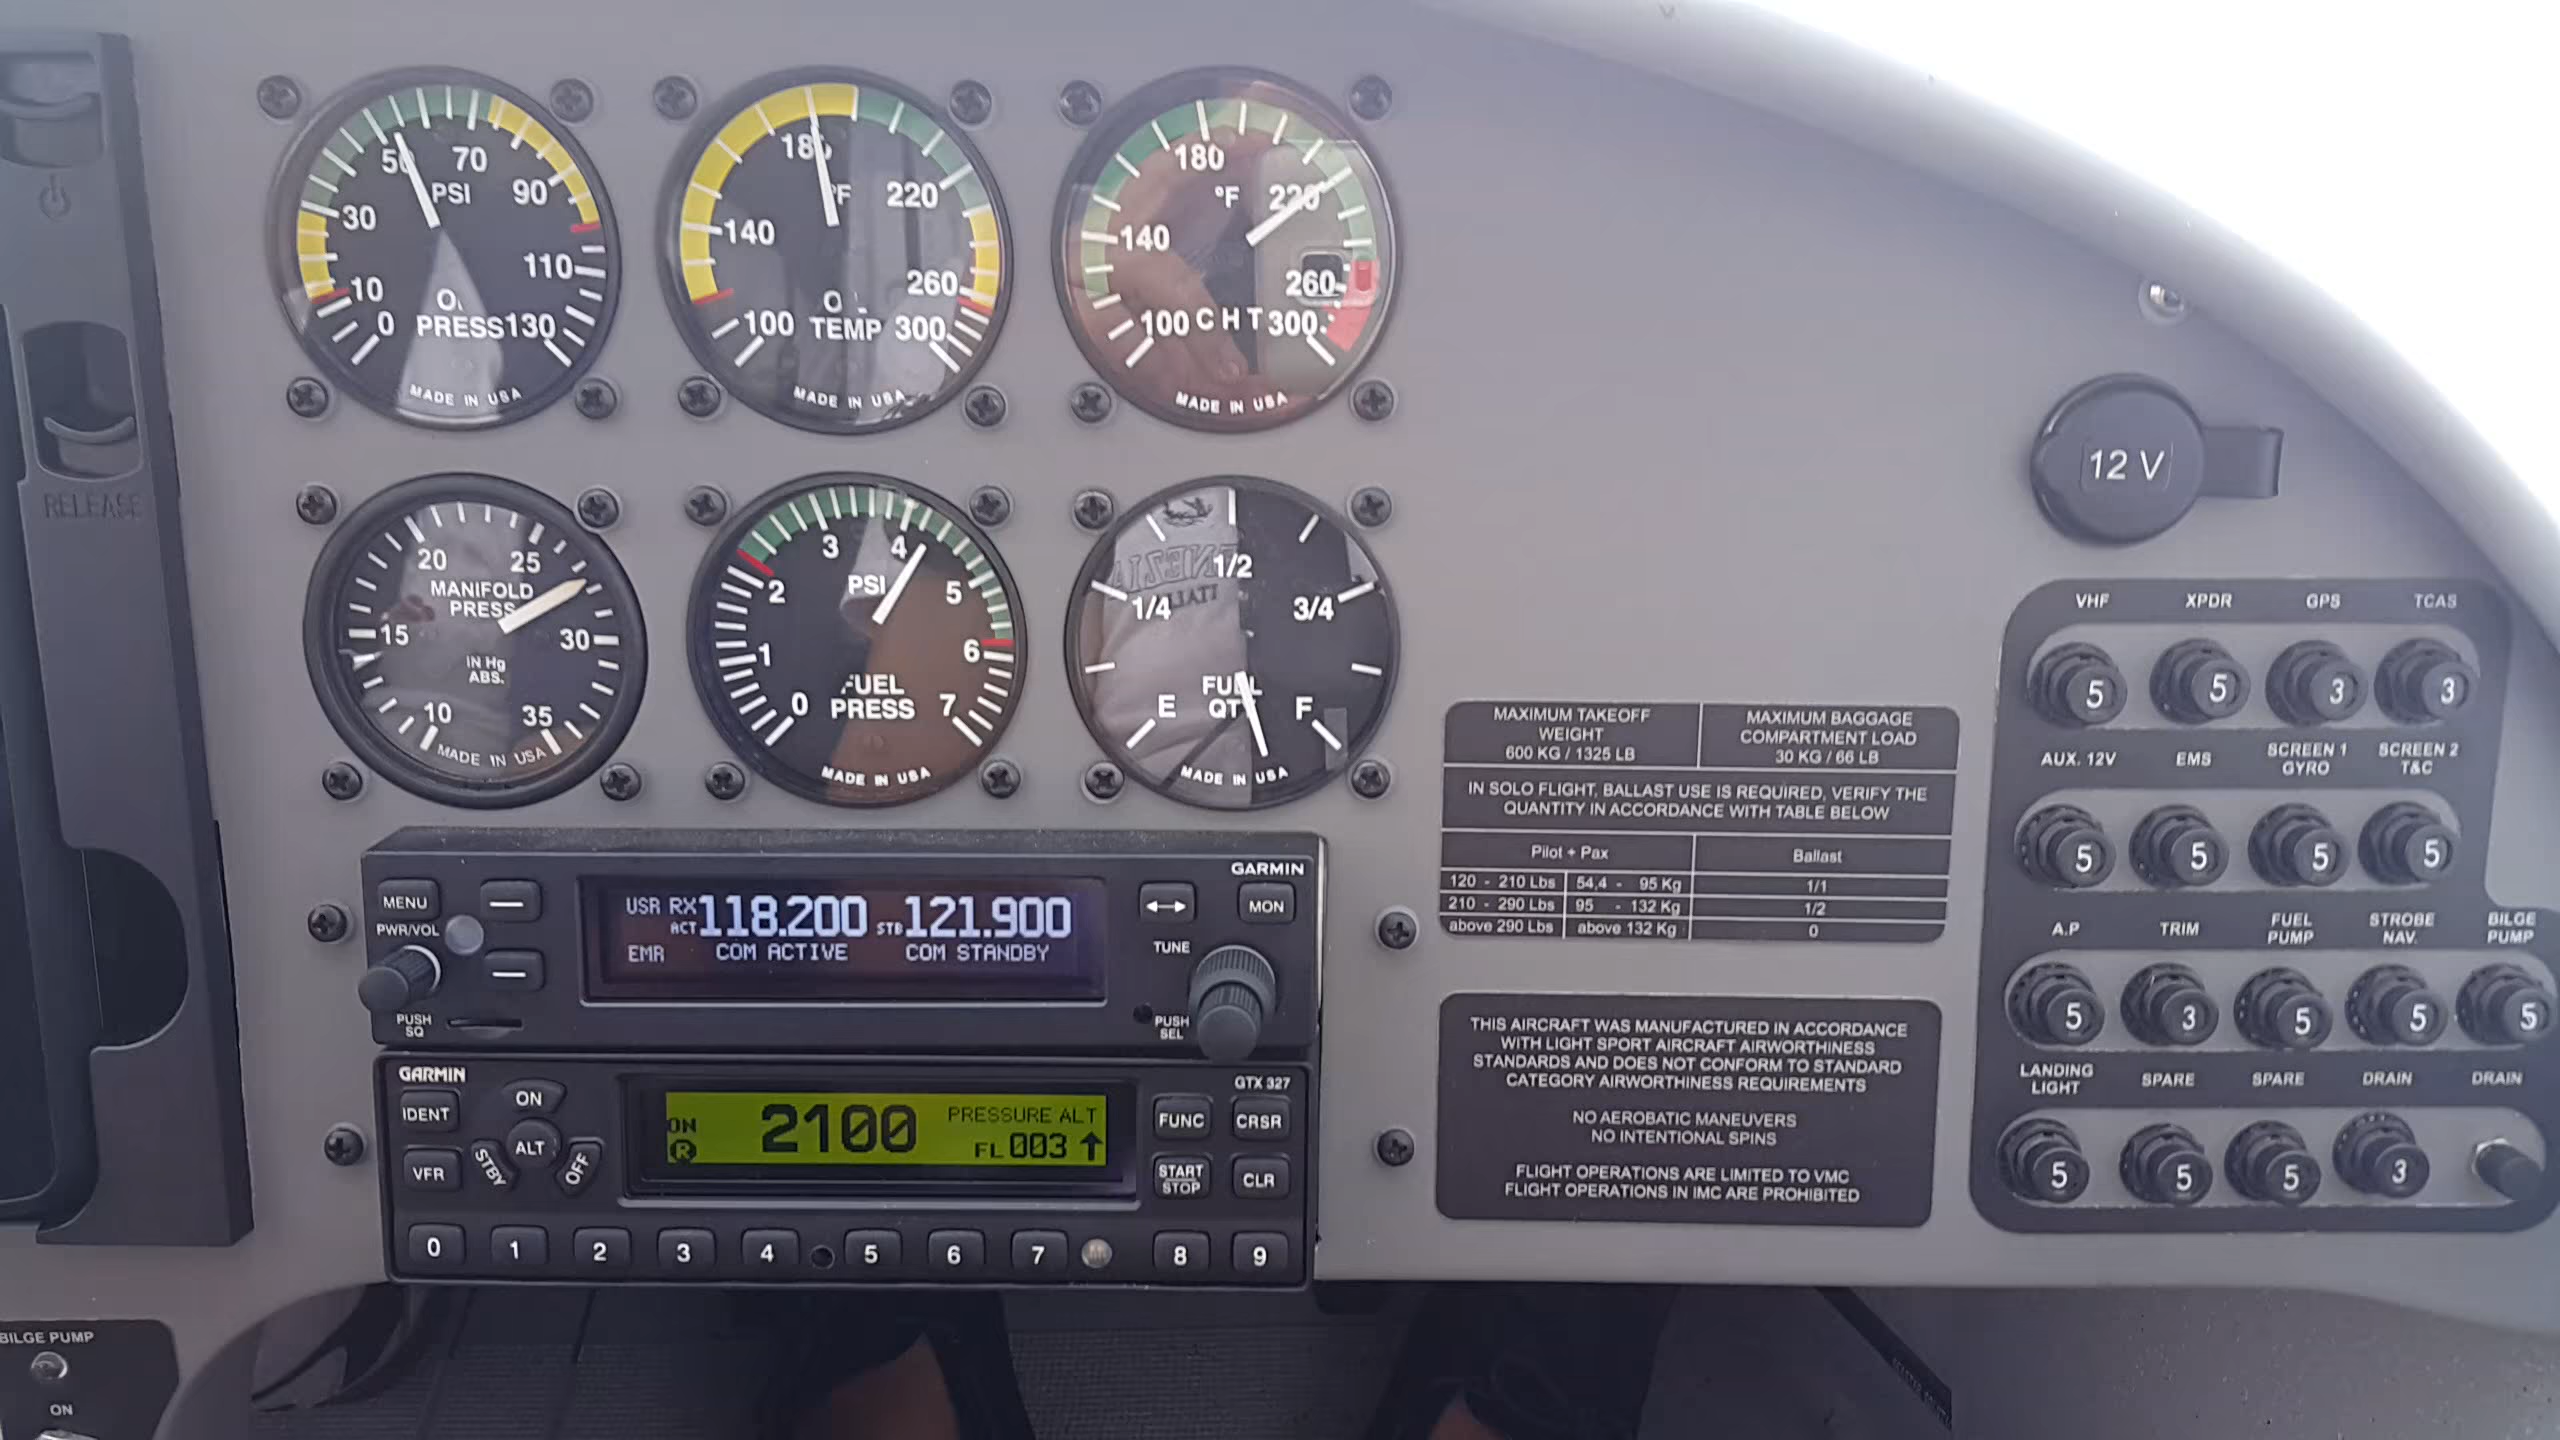 50 70
30 PSI 90
10 110
0 OIL PRESS 130
MADE IN USA
180
°F 220
140
260
100 TEMP 300
MADE IN USA
180
°F 220
140
260
100 CHT 300
MADE IN USA
RELEASE
20 25
MANIFOLD
PRESS
15 30
IN Hg
ABS.
10 35
MADE IN USA
3 4
PSI
2 5
1 6
FUEL
0 PRESS 7
MADE IN USA
1/2
1/4 3/4
FUEL
E QTY F
MADE IN USA
12 V
MAXIMUM TAKEOFF
WEIGHT
600 KG / 1325 LB
MAXIMUM BAGGAGE
COMPARTMENT LOAD
30 KG / 66 LB
IN SOLO FLIGHT, BALLAST USE IS REQUIRED, VERIFY THE
QUANTITY IN ACCORDANCE WITH TABLE BELOW
Pilot + Pax Ballast
120 - 210 Lbs 54,4 - 95 Kg 1/1
210 - 290 Lbs 95 - 132 Kg 1/2
above 290 Lbs above 132 Kg 0
THIS AIRCRAFT WAS MANUFACTURED IN ACCORDANCE
WITH LIGHT SPORT AIRCRAFT AIRWORTHINESS
STANDARDS AND DOES NOT CONFORM TO STANDARD
CATEGORY AIRWORTHINESS REQUIREMENTS
NO AEROBATIC MANEUVERS
NO INTENTIONAL SPINS
FLIGHT OPERATIONS ARE LIMITED TO VMC
FLIGHT OPERATIONS IN IMC ARE PROHIBITED
VHF XPDR GPS TCAS
5 5 3 3
AUX. 12V EMS SCREEN 1 GYRO SCREEN 2 T&C
5 5 5 5
A.P TRIM FUEL PUMP STROBE NAV. BILGE PUMP
5 3 5 5 5
LANDING LIGHT SPARE SPARE DRAIN DRAIN
5 5 5 3
GARMIN
MENU
PWR/VOL
PUSH
SQ
USR RX 118.200 121.900
ACT STB
EMR COM ACTIVE COM STANDBY
MON
TUNE
PUSH
SEL
GARMIN GTX 327
IDENT ON
ALT
VFR STBY OFF
ON 2100 PRESSURE ALT
R FL 003 ↑
FUNC CRSR
START
STOP CLR
0 1 2 3 4 5 6 7 8 9
BILGE PUMP
ON